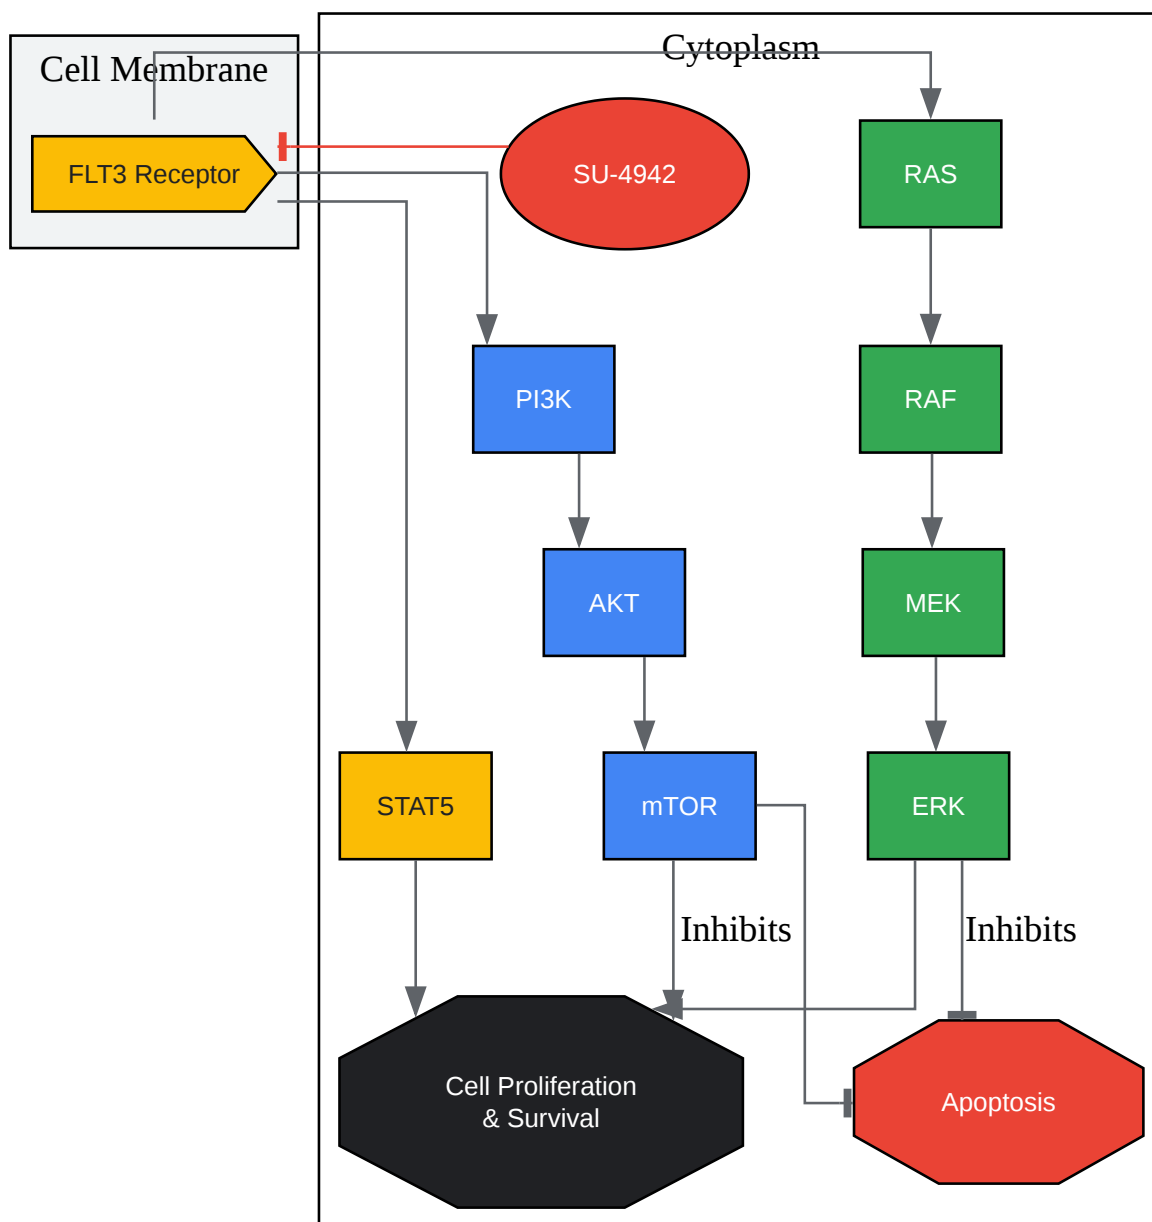 Cytoplasm
Cell Membrane
FLT3 Receptor
SU-4942
RAS
PI3K
RAF
AKT
MEK
STAT5
mTOR
ERK
Inhibits
Inhibits
Cell Proliferation
& Survival
Apoptosis